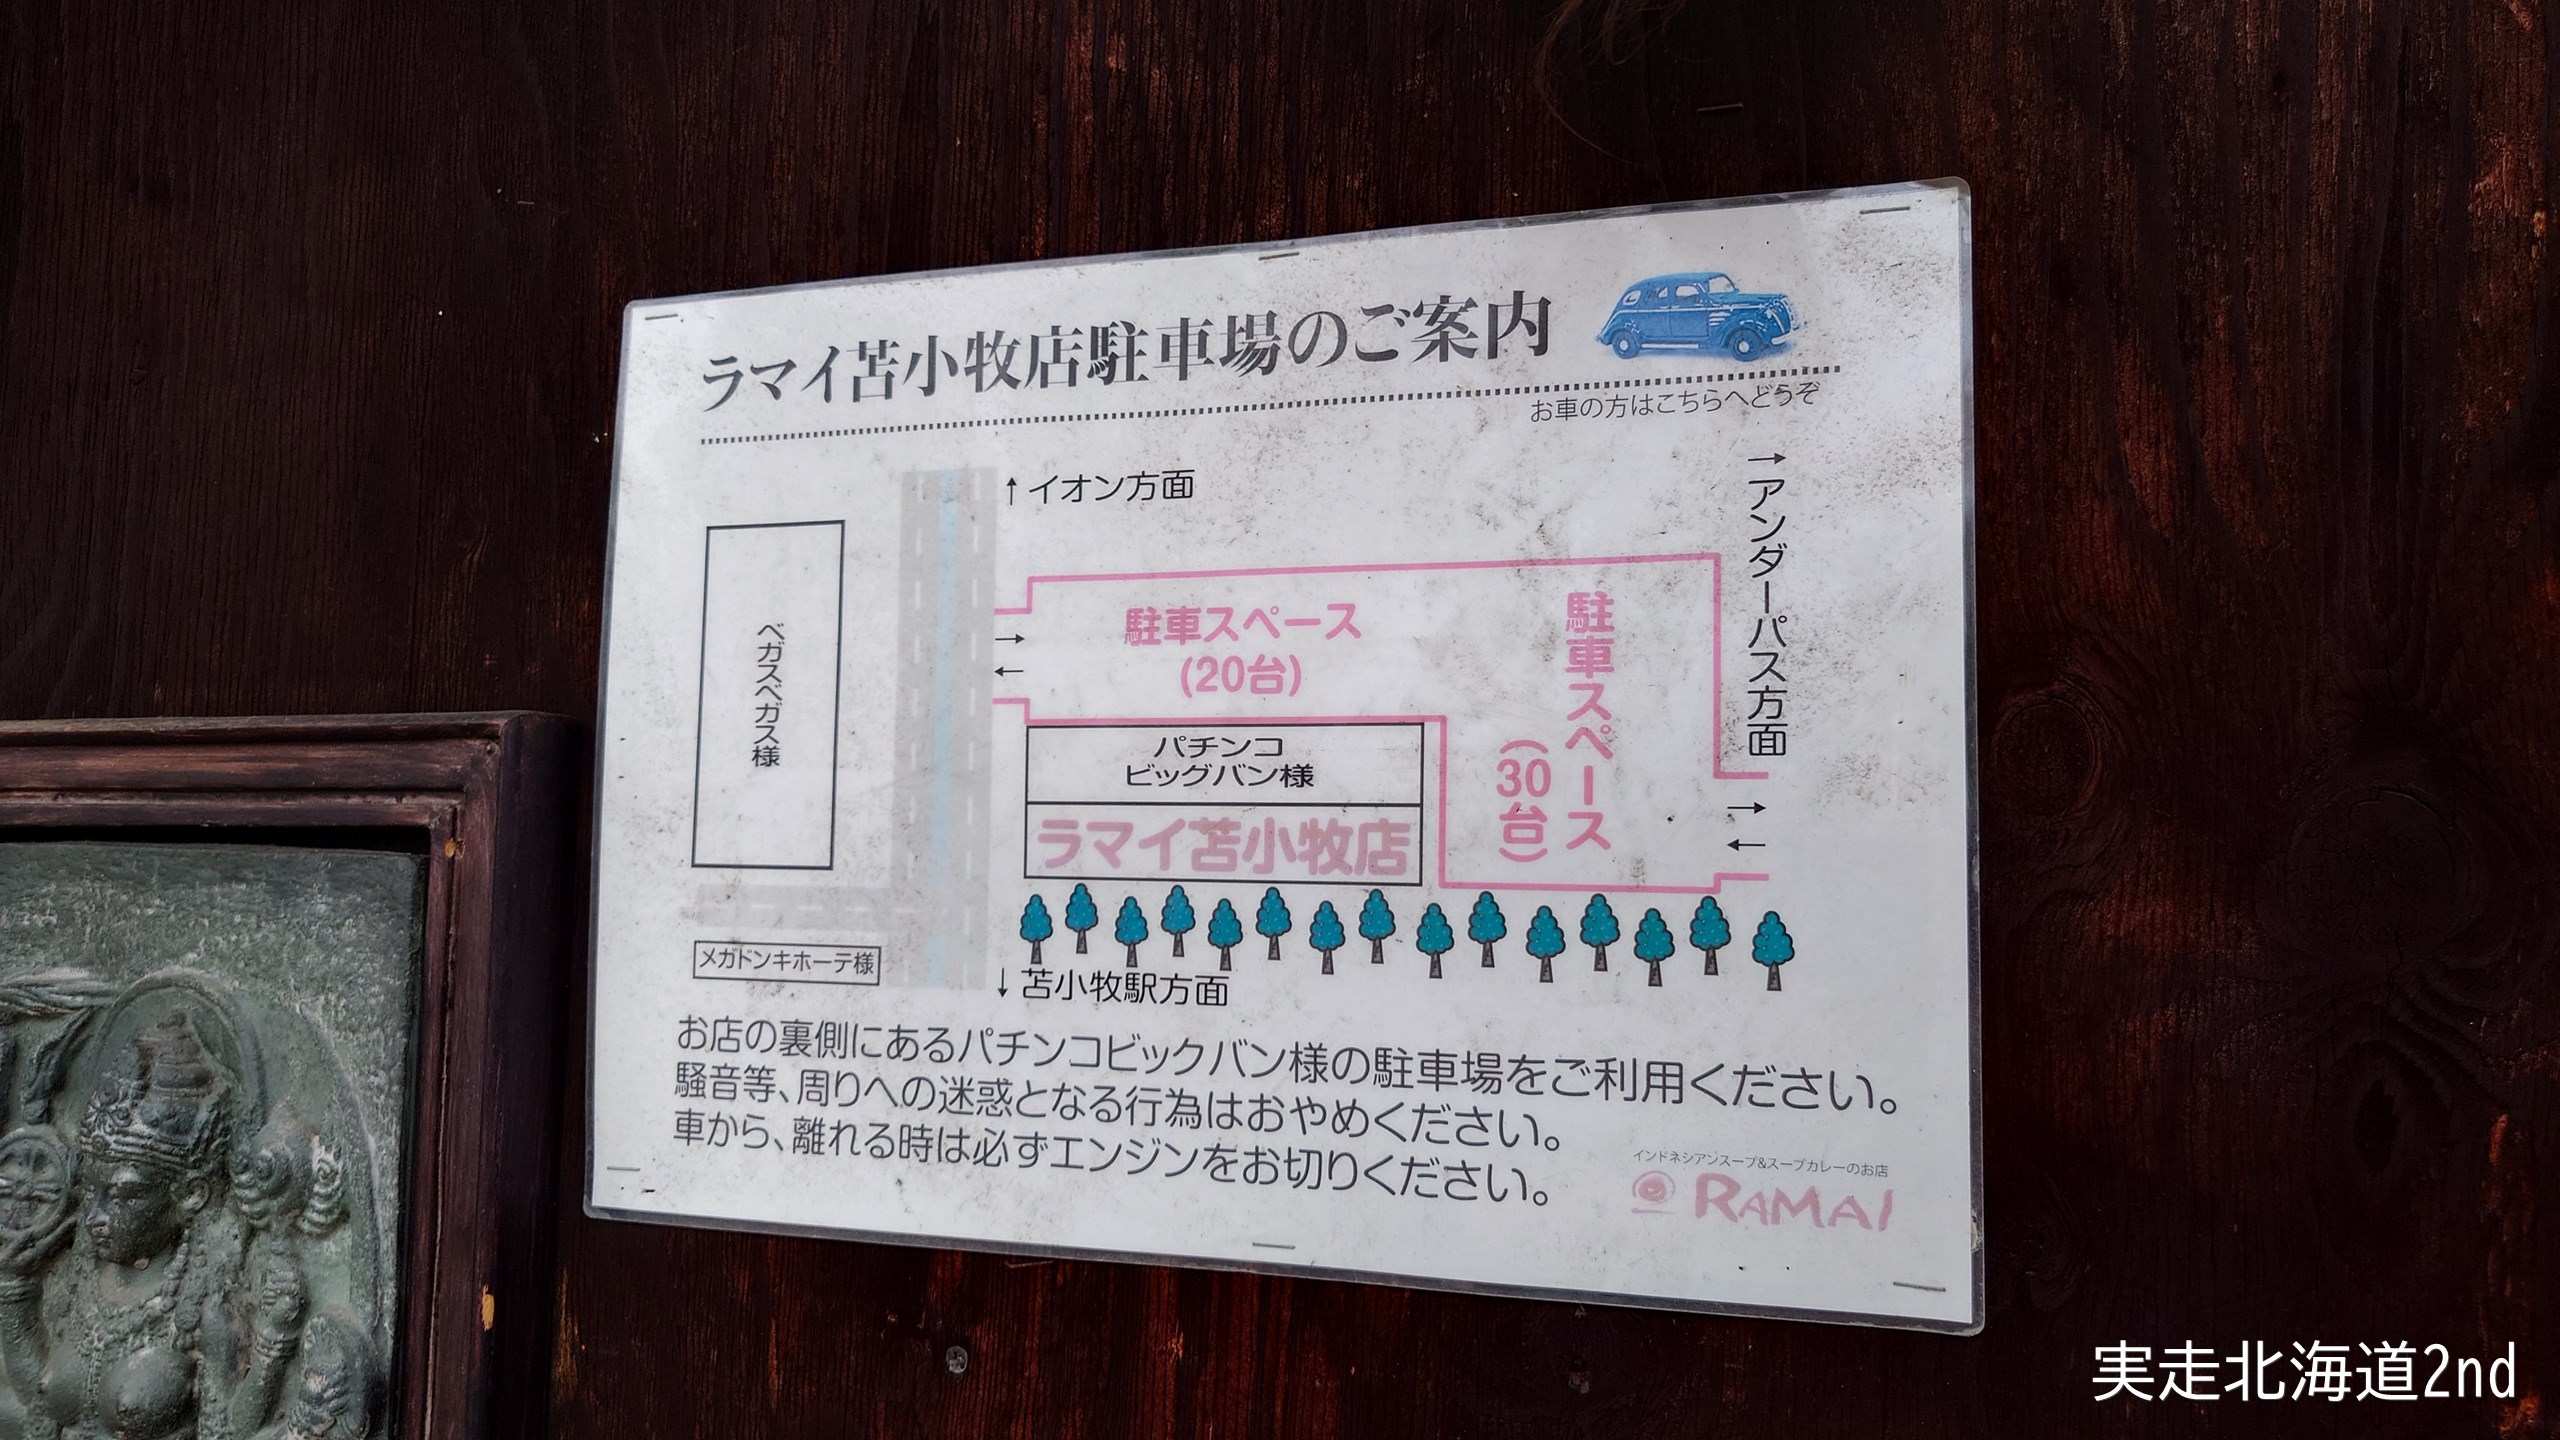 ラマイ苫小牧店駐車場のご案内
お車の方はこちらへどうぞ
↑イオン方面
→アンダーパス方面
ベガスベガス様
駐車スペース
(20台)
駐車スペース
(30台)
→
←
→
←
パチンコ
ビッグバン様
ラマイ苫小牧店
メガドンキホーテ様
↓苫小牧駅方面
お店の裏側にあるパチンコビックバン様の駐車場をご利用ください。
騒音等、周りへの迷惑となる行為はおやめください。
車から、離れる時は必ずエンジンをお切りください。
インドネシアンスープ&スープカレーのお店
RAMAI
実走北海道2nd